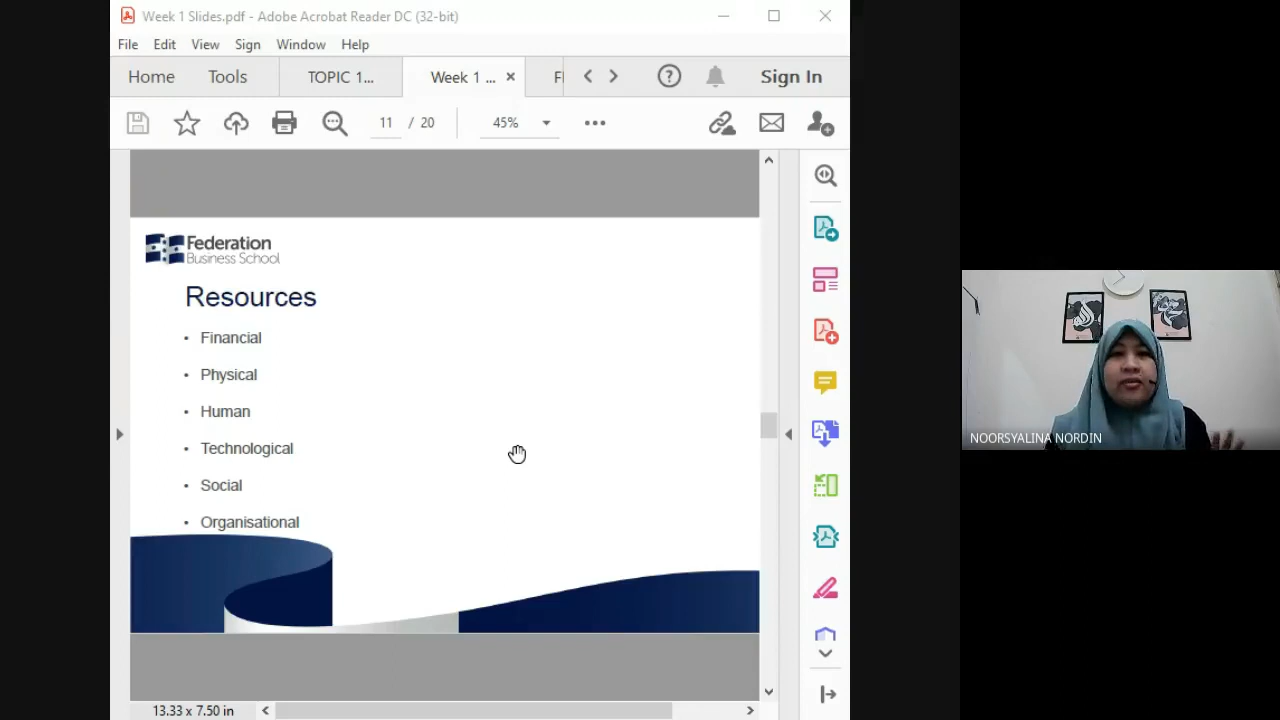 Week 1 Slides.pdf - Adobe Acrobat Reader DC (32-bit)
File Edit View Sign Window Help
Home Tools TOPIC 1... Week 1 ... Sign In
11 / 20 45%
Federation
Business School
Resources
• Financial
• Physical
• Human
• Technological
• Social
• Organisational
13.33 x 7.50 in
NOORSYALINA NORDIN